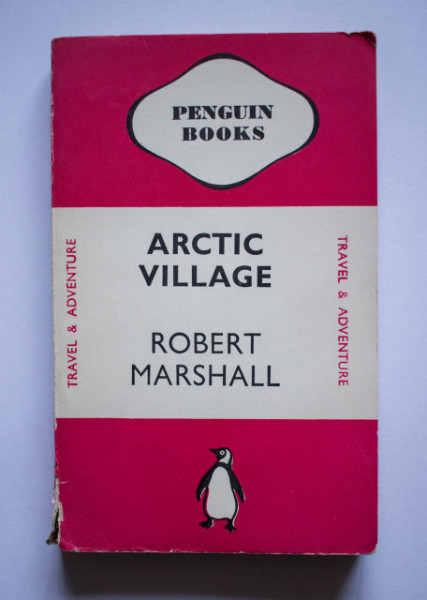 PENGUIN
BOOKS
TRAVEL & ADVENTURE
ARCTIC
VILLAGE
ROBERT
MARSHALL
TRAVEL & ADVENTURE